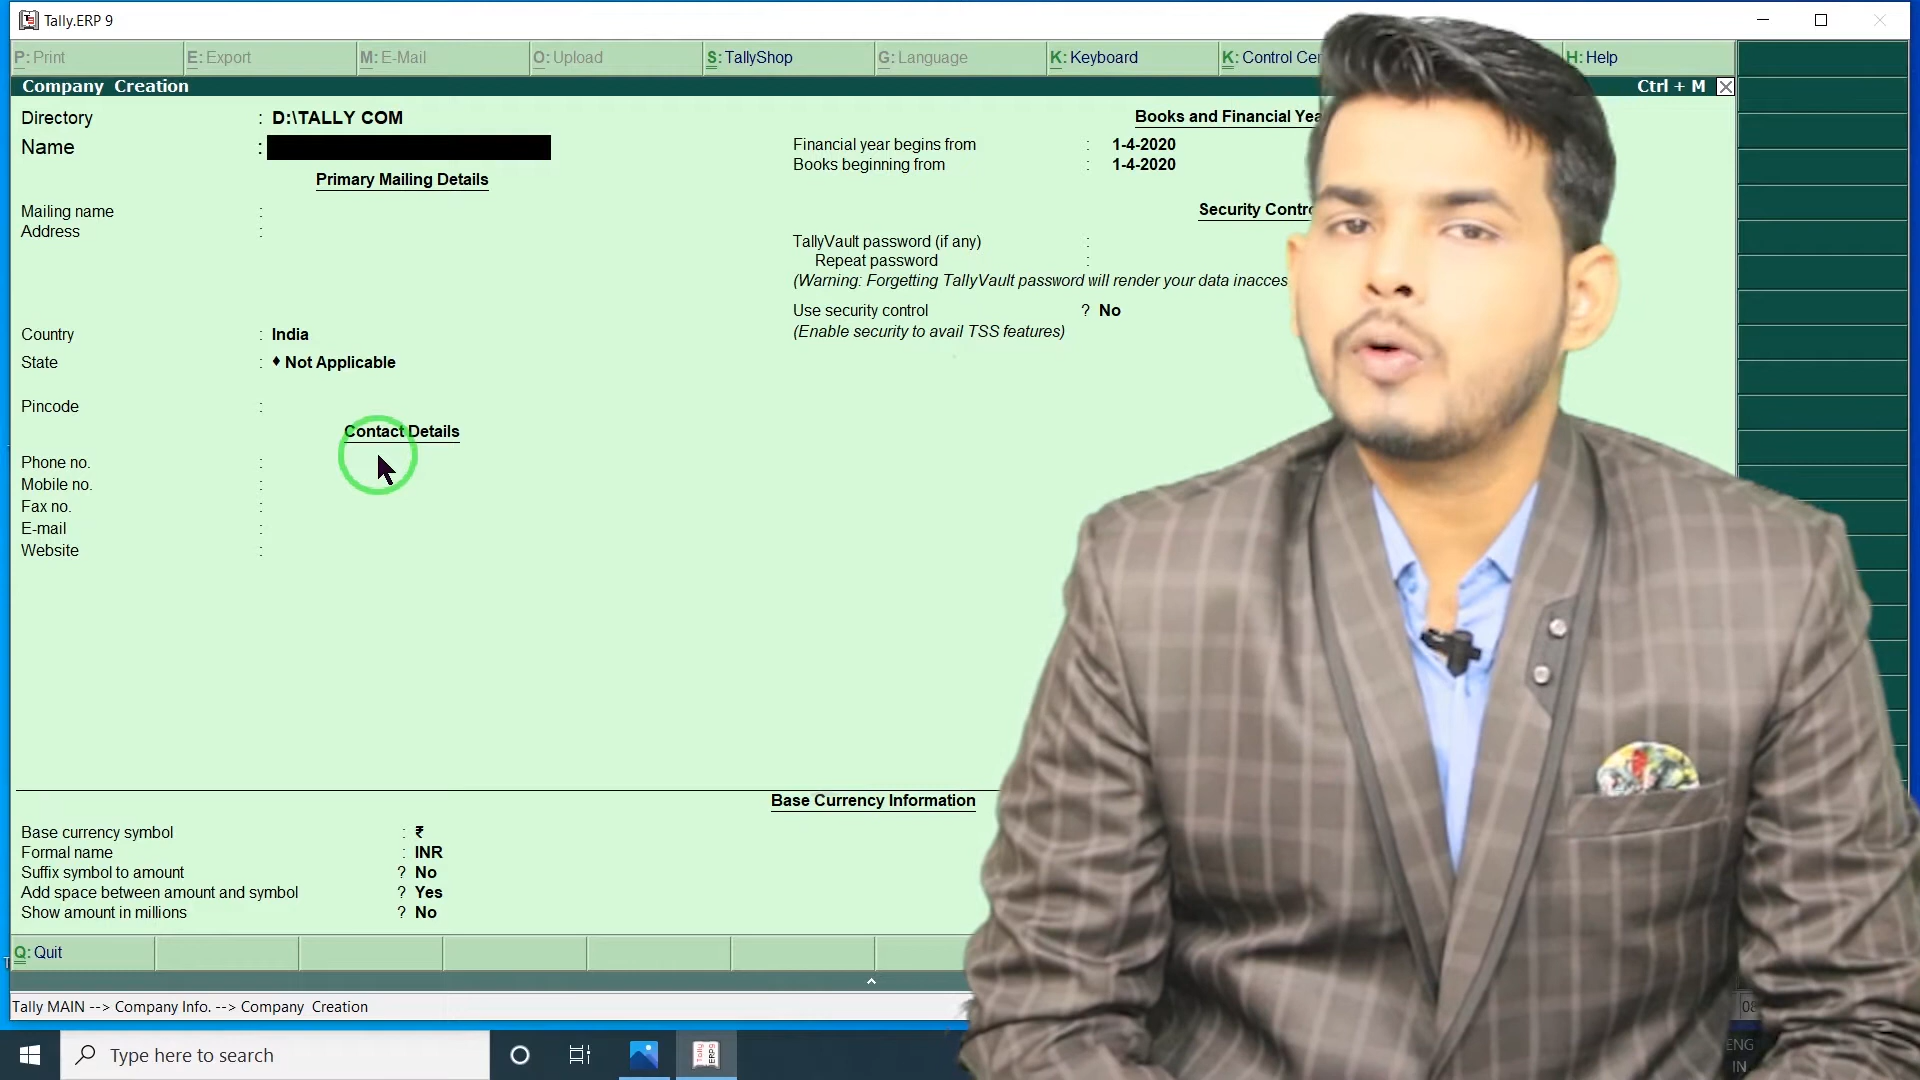 Tally.ERP 9
P: Print
E: Export
M: E-Mail
O: Upload
S: TallyShop
G: Language
K: Keyboard
K: Control Cen
H: Help
Company Creation
Ctrl + M
Directory : D:\TALLY COM
Name :
Primary Mailing Details
Mailing name :
Address :
Country : India
State : ♦ Not Applicable
Pincode :
Contact Details
Phone no. :
Mobile no. :
Fax no. :
E-mail :
Website :
Books and Financial Yea
Financial year begins from : 1-4-2020
Books beginning from : 1-4-2020
Security Contro
TallyVault password (if any) :
Repeat password :
(Warning: Forgetting TallyVault password will render your data inacces
Use security control ? No
(Enable security to avail TSS features)
Base Currency Information
Base currency symbol : ₹
Formal name : INR
Suffix symbol to amount ? No
Add space between amount and symbol ? Yes
Show amount in millions ? No
Q: Quit
Tally MAIN --> Company Info. --> Company Creation
Type here to search
ENG
IN